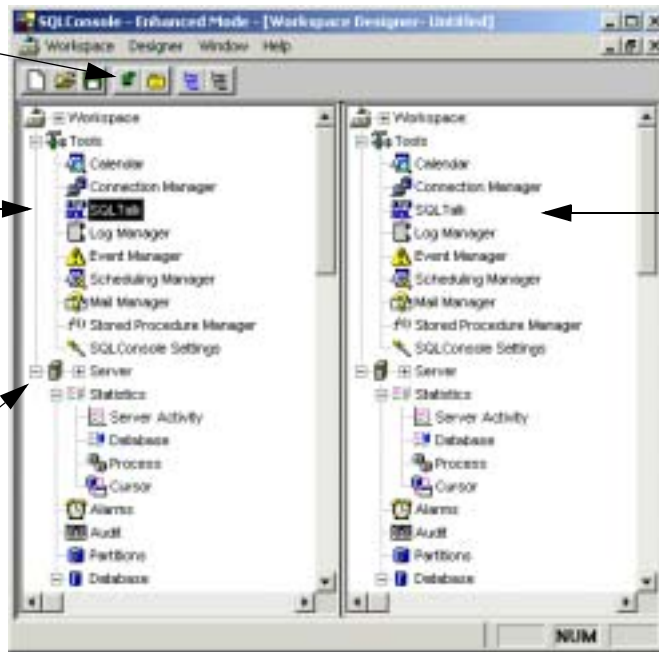 SQLConsole - Enhanced Mode - [Workspace Designer- Untitled]
Workspace Designer Window Help
Workspace
Tools
Calendar
Connection Manager
SQLTalk
Log Manager
Event Manager
Scheduling Manager
Mail Manager
f() Stored Procedure Manager
SQLConsole Settings
Server
Statistics
Server Activity
Database
Process
Cursor
Alarms
Audit
Partitions
Database
Workspace
Tools
Calendar
Connection Manager
SQLTalk
Log Manager
Event Manager
Scheduling Manager
Mail Manager
f() Stored Procedure Manager
SQLConsole Settings
Server
Statistics
Server Activity
Database
Process
Cursor
Alarms
Audit
Partitions
Database
NUM